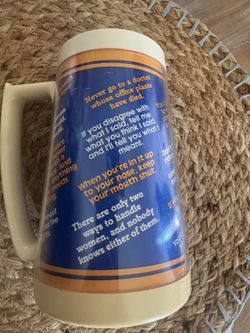 Never go to a doctor
whose office plants
have died.
If you disagree with
what I said, tell me
what you think I said,
and I'll tell you what I
meant.
When you're in it up
to your nose, keep
your mouth shut.
There are only two
ways to handle
women, and nobody
knows either of them.